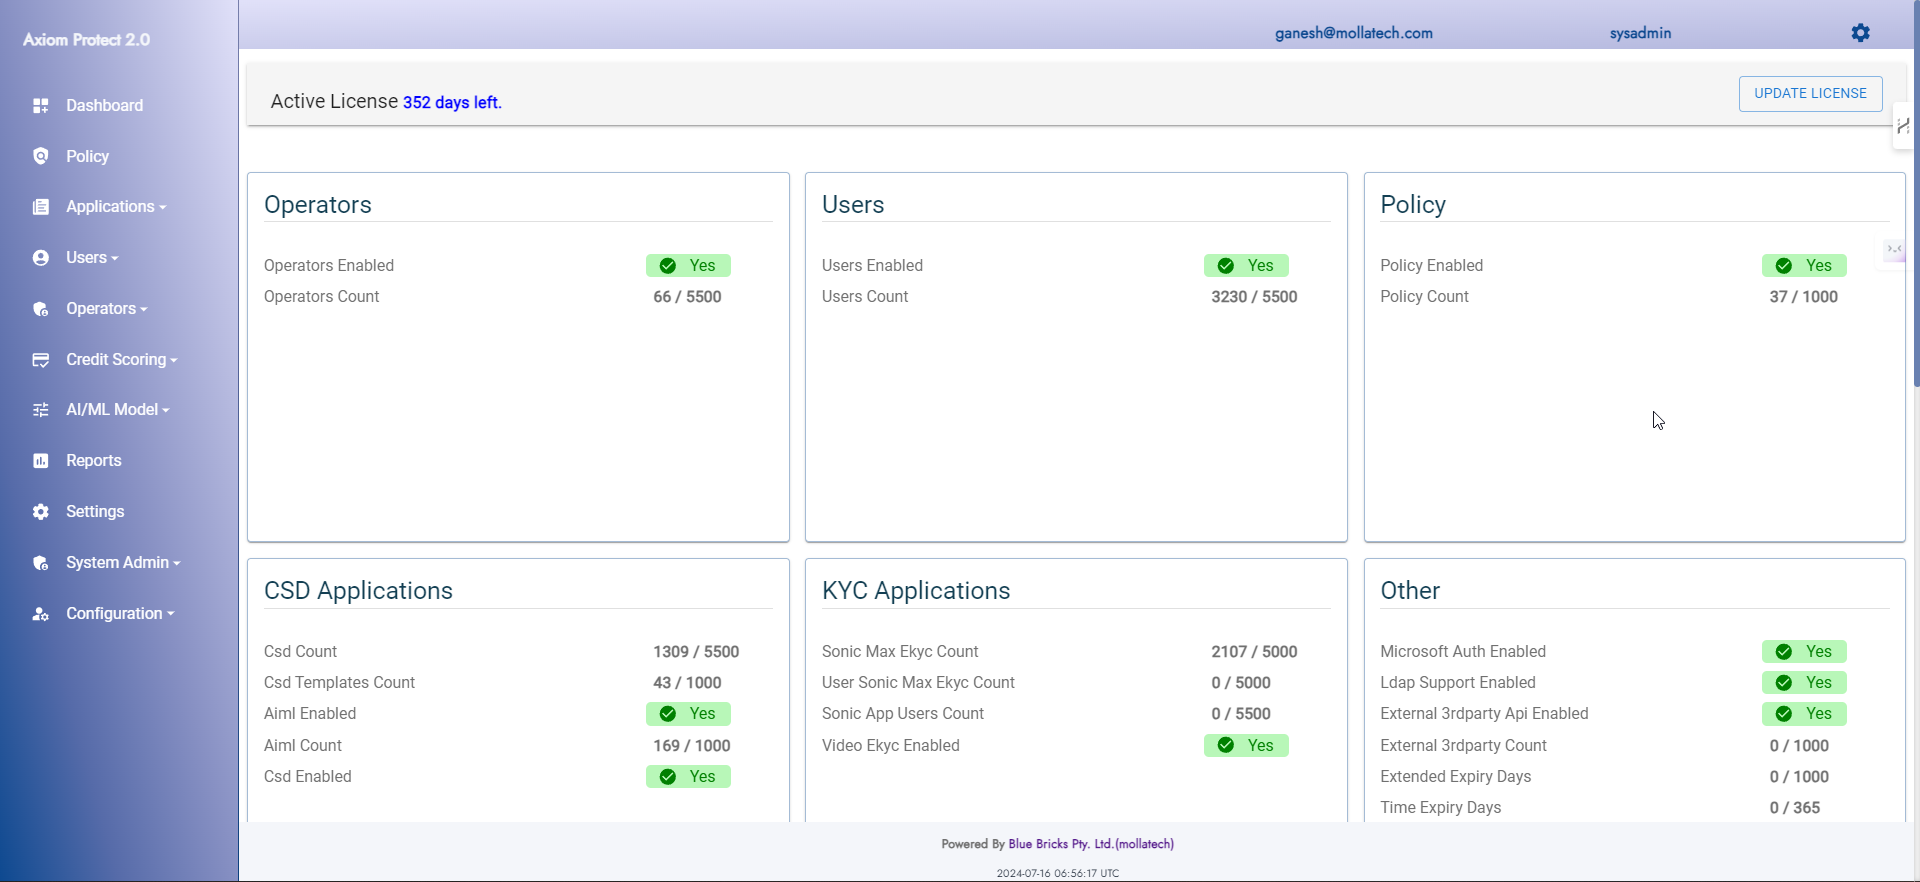 Axiom Protect 2.0
ganesh@mollatech.com
sysadmin
Dashboard
Policy
Applications
Users
Operators
Credit Scoring
AI/ML Model
Reports
Settings
System Admin
Configuration
Active License 352 days left.
UPDATE LICENSE
Operators
Operators Enabled Yes
Operators Count 66 / 5500
Users
Users Enabled Yes
Users Count 3230 / 5500
Policy
Policy Enabled Yes
Policy Count 37 / 1000
CSD Applications
Csd Count 1309 / 5500
Csd Templates Count 43 / 1000
Aiml Enabled Yes
Aiml Count 169 / 1000
Csd Enabled Yes
KYC Applications
Sonic Max Ekyc Count 2107 / 5000
User Sonic Max Ekyc Count 0 / 5000
Sonic App Users Count 0 / 5500
Video Ekyc Enabled Yes
Other
Microsoft Auth Enabled Yes
Ldap Support Enabled Yes
External 3rdparty Api Enabled Yes
External 3rdparty Count 0 / 1000
Extended Expiry Days 0 / 1000
Time Expiry Days 0 / 365
Powered By Blue Bricks Pty. Ltd.(mollatech)
2024-07-16 06:56:17 UTC